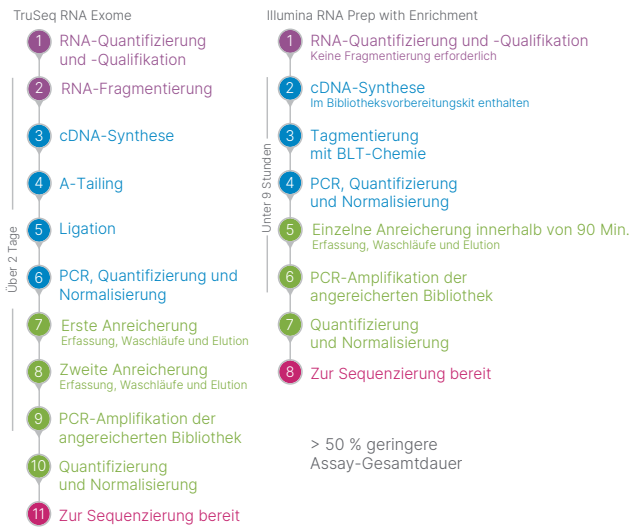 TruSeq RNA Exome
1 RNA-Quantifizierung
und -Qualifikation
2 RNA-Fragmentierung
3 cDNA-Synthese
4 A-Tailing
5 Ligation
6 PCR, Quantifizierung und
Normalisierung
7 Erste Anreicherung
Erfassung, Waschläufe und Elution
8 Zweite Anreicherung
Erfassung, Waschläufe und Elution
9 PCR-Amplifikation der
angereicherten Bibliothek
10 Quantifizierung
und Normalisierung
11 Zur Sequenzierung bereit
Über 2 Tage
Illumina RNA Prep with Enrichment
1 RNA-Quantifizierung und -Qualifikation
Keine Fragmentierung erforderlich
2 cDNA-Synthese
Im Bibliotheksvorbereitungskit enthalten
3 Tagmentierung
mit BLT-Chemie
4 PCR, Quantifizierung
und Normalisierung
5 Einzelne Anreicherung innerhalb von 90 Min.
Erfassung, Waschläufe und Elution
6 PCR-Amplifikation der
angereicherten Bibliothek
7 Quantifizierung
und Normalisierung
8 Zur Sequenzierung bereit
Unter 9 Stunden
> 50 % geringere
Assay-Gesamtdauer